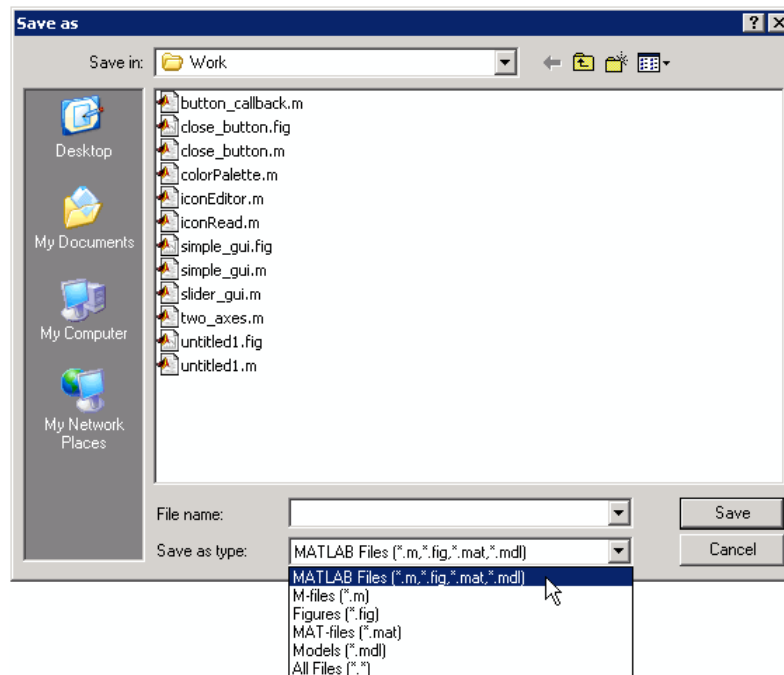 Save as
Save in: Work
Desktop
My Documents
My Computer
My Network
Places
button_callback.m
close_button.fig
close_button.m
colorPalette.m
iconEditor.m
iconRead.m
simple_gui.fig
simple_gui.m
slider_gui.m
two_axes.m
untitled1.fig
untitled1.m
File name:
Save
Save as type: MATLAB Files (*.m,*.fig,*.mat,*.mdl)
Cancel
MATLAB Files (*.m,*.fig,*.mat,*.mdl)
M-files (*.m)
Figures (*.fig)
MAT-files (*.mat)
Models (*.mdl)
All Files (*.*)